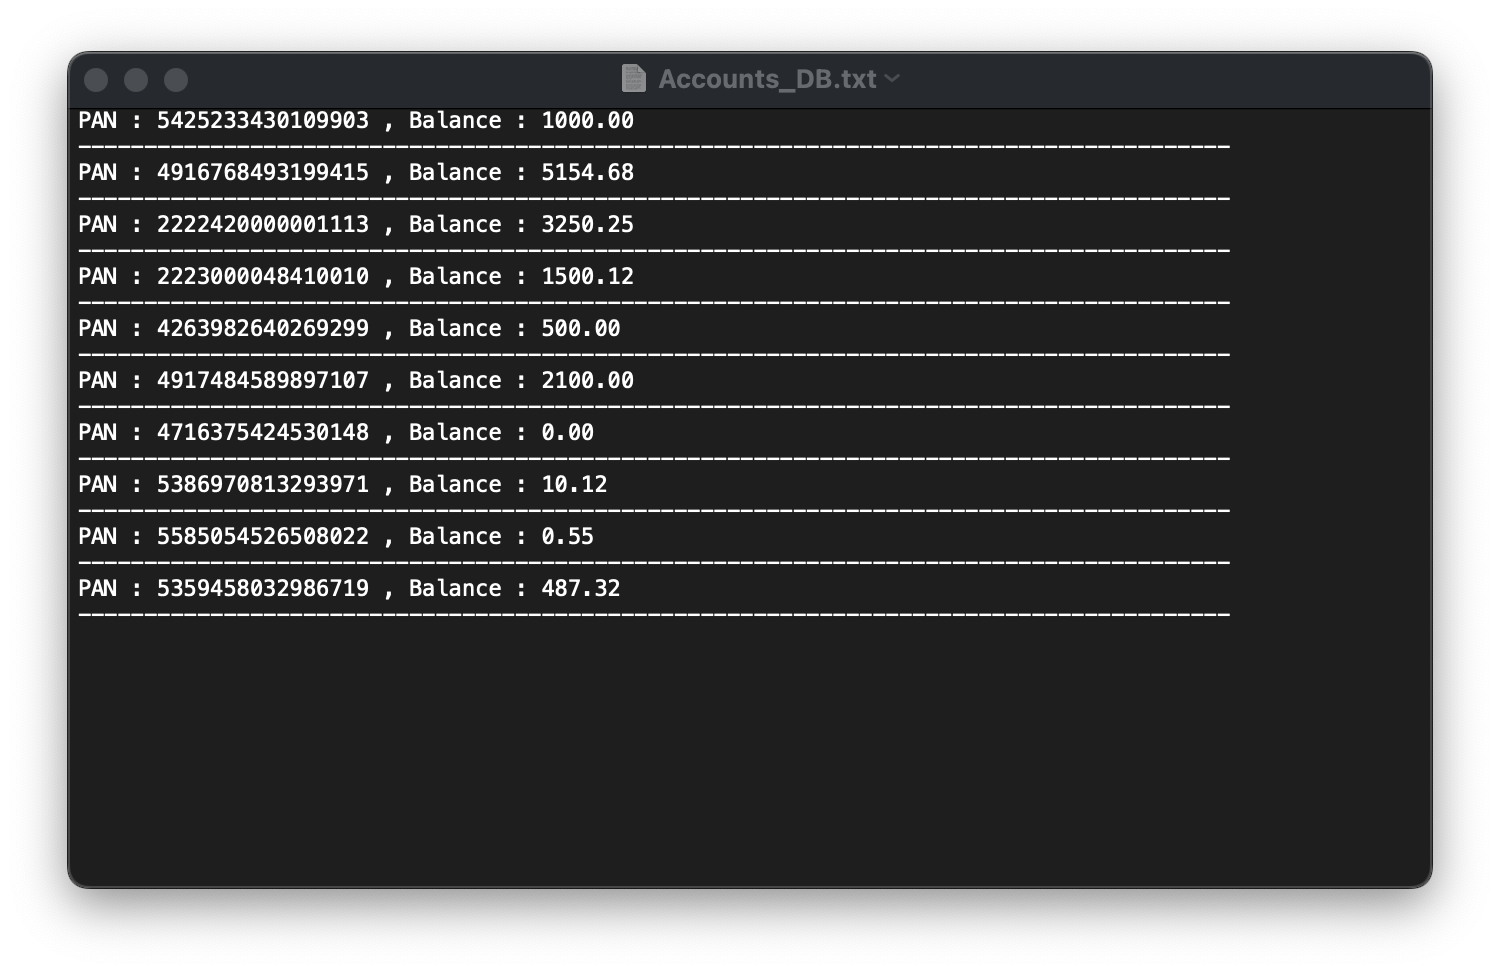 Accounts_DB.txt
PAN : 5425233430109903 , Balance : 1000.00
---------------------------------------------------------------------------------------
PAN : 4916768493199415 , Balance : 5154.68
---------------------------------------------------------------------------------------
PAN : 2222420000001113 , Balance : 3250.25
---------------------------------------------------------------------------------------
PAN : 2223000048410010 , Balance : 1500.12
---------------------------------------------------------------------------------------
PAN : 4263982640269299 , Balance : 500.00
---------------------------------------------------------------------------------------
PAN : 4917484589897107 , Balance : 2100.00
---------------------------------------------------------------------------------------
PAN : 4716375424530148 , Balance : 0.00
---------------------------------------------------------------------------------------
PAN : 5386970813293971 , Balance : 10.12
---------------------------------------------------------------------------------------
PAN : 5585054526508022 , Balance : 0.55
---------------------------------------------------------------------------------------
PAN : 5359458032986719 , Balance : 487.32
---------------------------------------------------------------------------------------